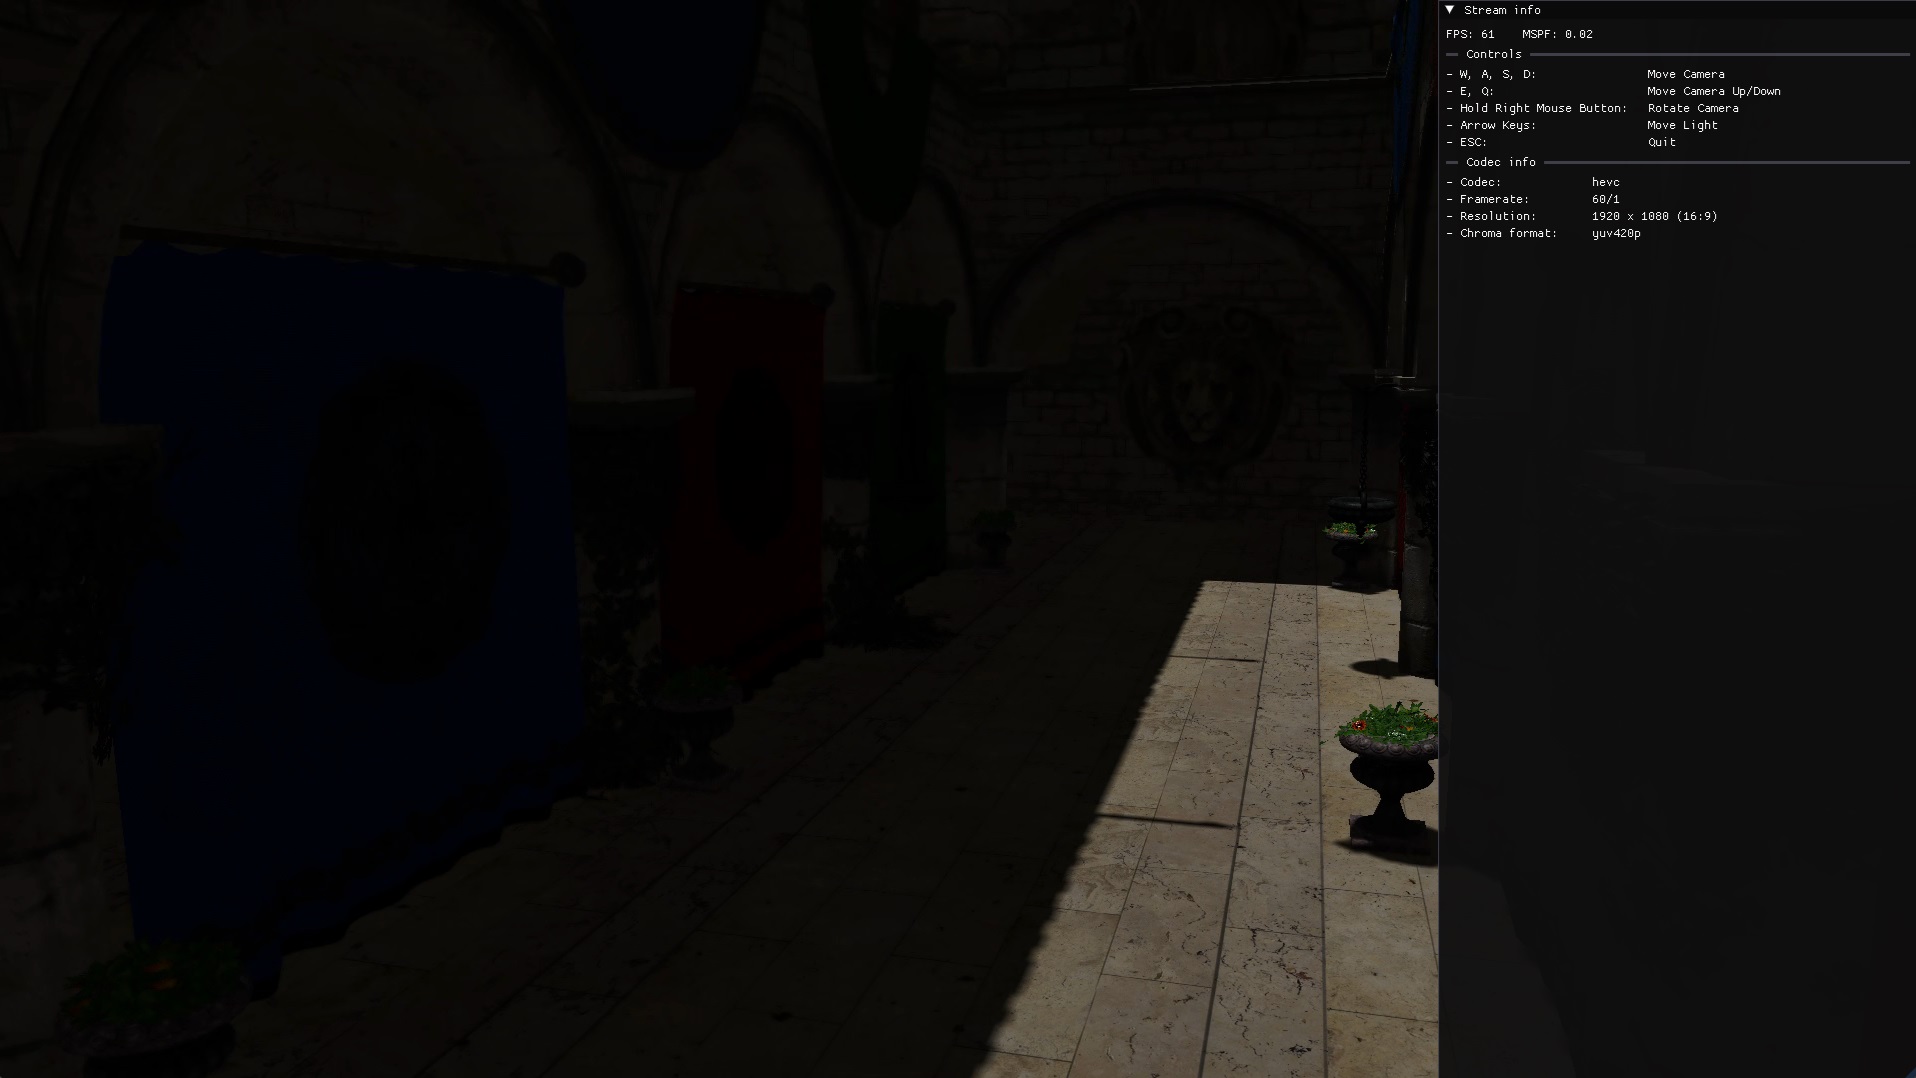 ▼ Stream info
FPS: 61 MSPF: 0.02
Controls
- W, A, S, D: Move Camera
- E, Q: Move Camera Up/Down
- Hold Right Mouse Button: Rotate Camera
- Arrow Keys: Move Light
- ESC: Quit
Codec info
- Codec: hevc
- Framerate: 60/1
- Resolution: 1920 x 1080 (16:9)
- Chroma format: yuv420p